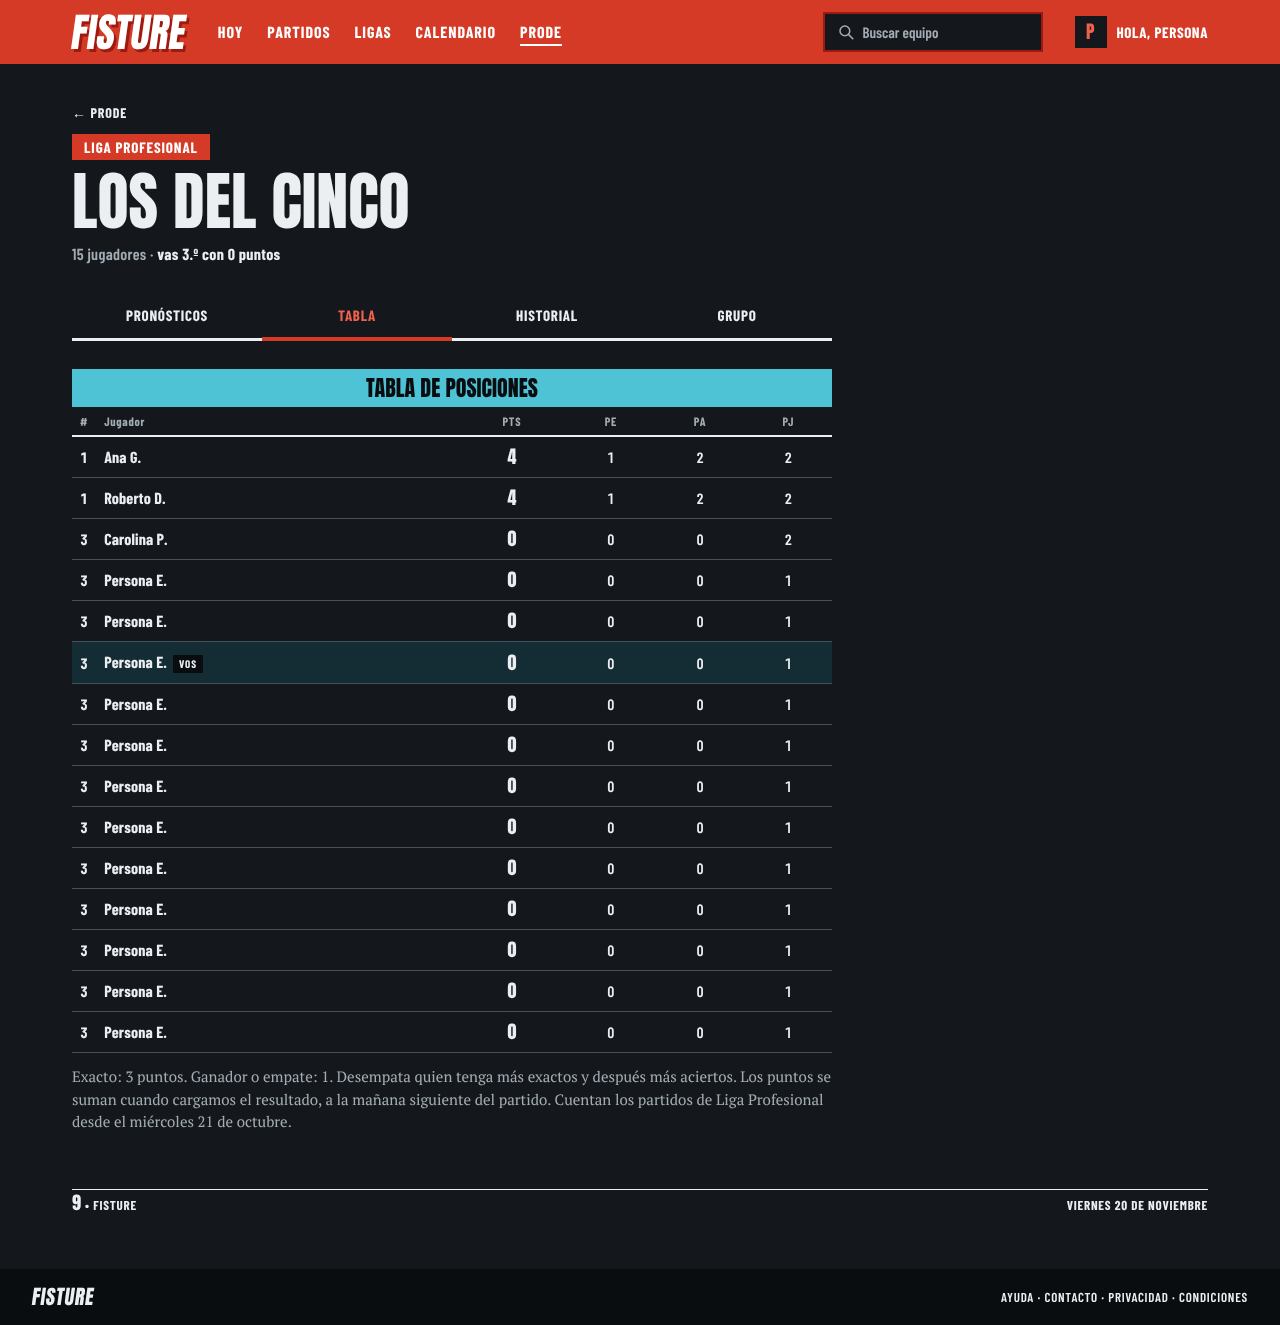 FISTURE HOY PARTIDOS LIGAS CALENDARIO PRODE Buscar equipo P HOLA, PERSONA
← PRODE
LIGA PROFESIONAL
LOS DEL CINCO
15 jugadores · vas 3.º con 0 puntos
PRONÓSTICOS TABLA HISTORIAL GRUPO
TABLA DE POSICIONES
# Jugador PTS PE PA PJ
1 Ana G. 4 1 2 2
1 Roberto D. 4 1 2 2
3 Carolina P. 0 0 0 2
3 Persona E. 0 0 0 1
3 Persona E. 0 0 0 1
3 Persona E. VOS 0 0 0 1
3 Persona E. 0 0 0 1
3 Persona E. 0 0 0 1
3 Persona E. 0 0 0 1
3 Persona E. 0 0 0 1
3 Persona E. 0 0 0 1
3 Persona E. 0 0 0 1
3 Persona E. 0 0 0 1
3 Persona E. 0 0 0 1
3 Persona E. 0 0 0 1
Exacto: 3 puntos. Ganador o empate: 1. Desempata quien tenga más exactos y después más aciertos. Los puntos se
suman cuando cargamos el resultado, a la mañana siguiente del partido. Cuentan los partidos de Liga Profesional
desde el miércoles 21 de octubre.
9 • FISTURE VIERNES 20 DE NOVIEMBRE
FISTURE AYUDA · CONTACTO · PRIVACIDAD · CONDICIONES